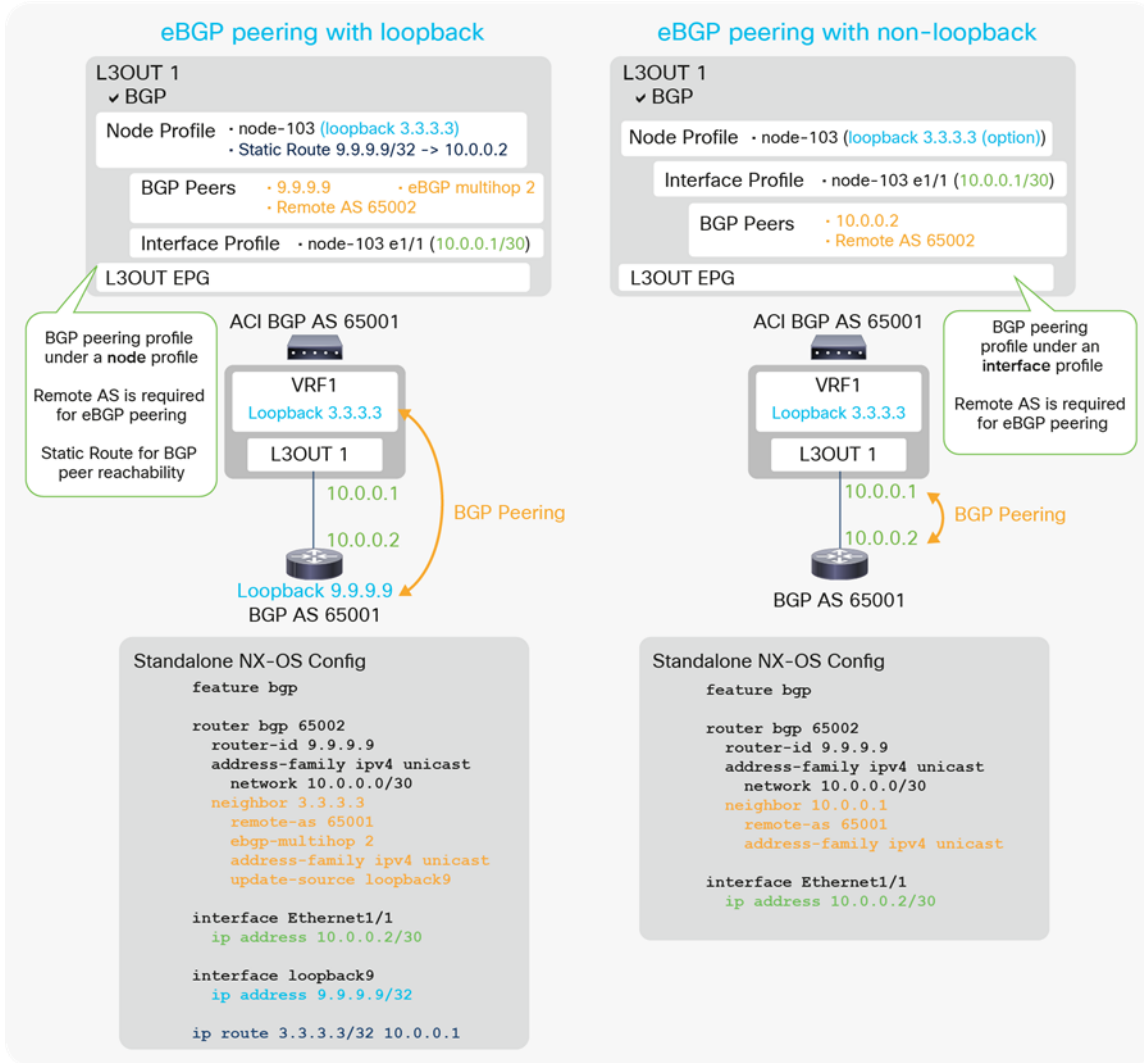 eBGP peering with loopback
L3OUT 1
✔ BGP
Node Profile • node-103 (loopback 3.3.3.3)
• Static Route 9.9.9.9/32 -> 10.0.0.2
BGP Peers • 9.9.9.9 • eBGP multihop 2
• Remote AS 65002
Interface Profile • node-103 e1/1 (10.0.0.1/30)
L3OUT EPG
BGP peering profile
under a node profile
Remote AS is required
for eBGP peering
Static Route for BGP
peer reachability
ACI BGP AS 65001
VRF1
Loopback 3.3.3.3
L3OUT 1
10.0.0.1
BGP Peering
10.0.0.2
Loopback 9.9.9.9
BGP AS 65001
Standalone NX-OS Config
feature bgp
router bgp 65002
router-id 9.9.9.9
address-family ipv4 unicast
network 10.0.0.0/30
neighbor 3.3.3.3
remote-as 65001
ebgp-multihop 2
address-family ipv4 unicast
update-source loopback9
interface Ethernet1/1
ip address 10.0.0.2/30
interface loopback9
ip address 9.9.9.9/32
ip route 3.3.3.3/32 10.0.0.1
eBGP peering with non-loopback
L3OUT 1
✔ BGP
Node Profile • node-103 (loopback 3.3.3.3 (option))
Interface Profile • node-103 e1/1 (10.0.0.1/30)
BGP Peers • 10.0.0.2
• Remote AS 65002
L3OUT EPG
BGP peering
profile under an
interface profile
Remote AS is required
for eBGP peering
ACI BGP AS 65001
VRF1
Loopback 3.3.3.3
L3OUT 1
10.0.0.1
BGP Peering
10.0.0.2
BGP AS 65001
Standalone NX-OS Config
feature bgp
router bgp 65002
router-id 9.9.9.9
address-family ipv4 unicast
network 10.0.0.0/30
neighbor 10.0.0.1
remote-as 65001
address-family ipv4 unicast
interface Ethernet1/1
ip address 10.0.0.2/30